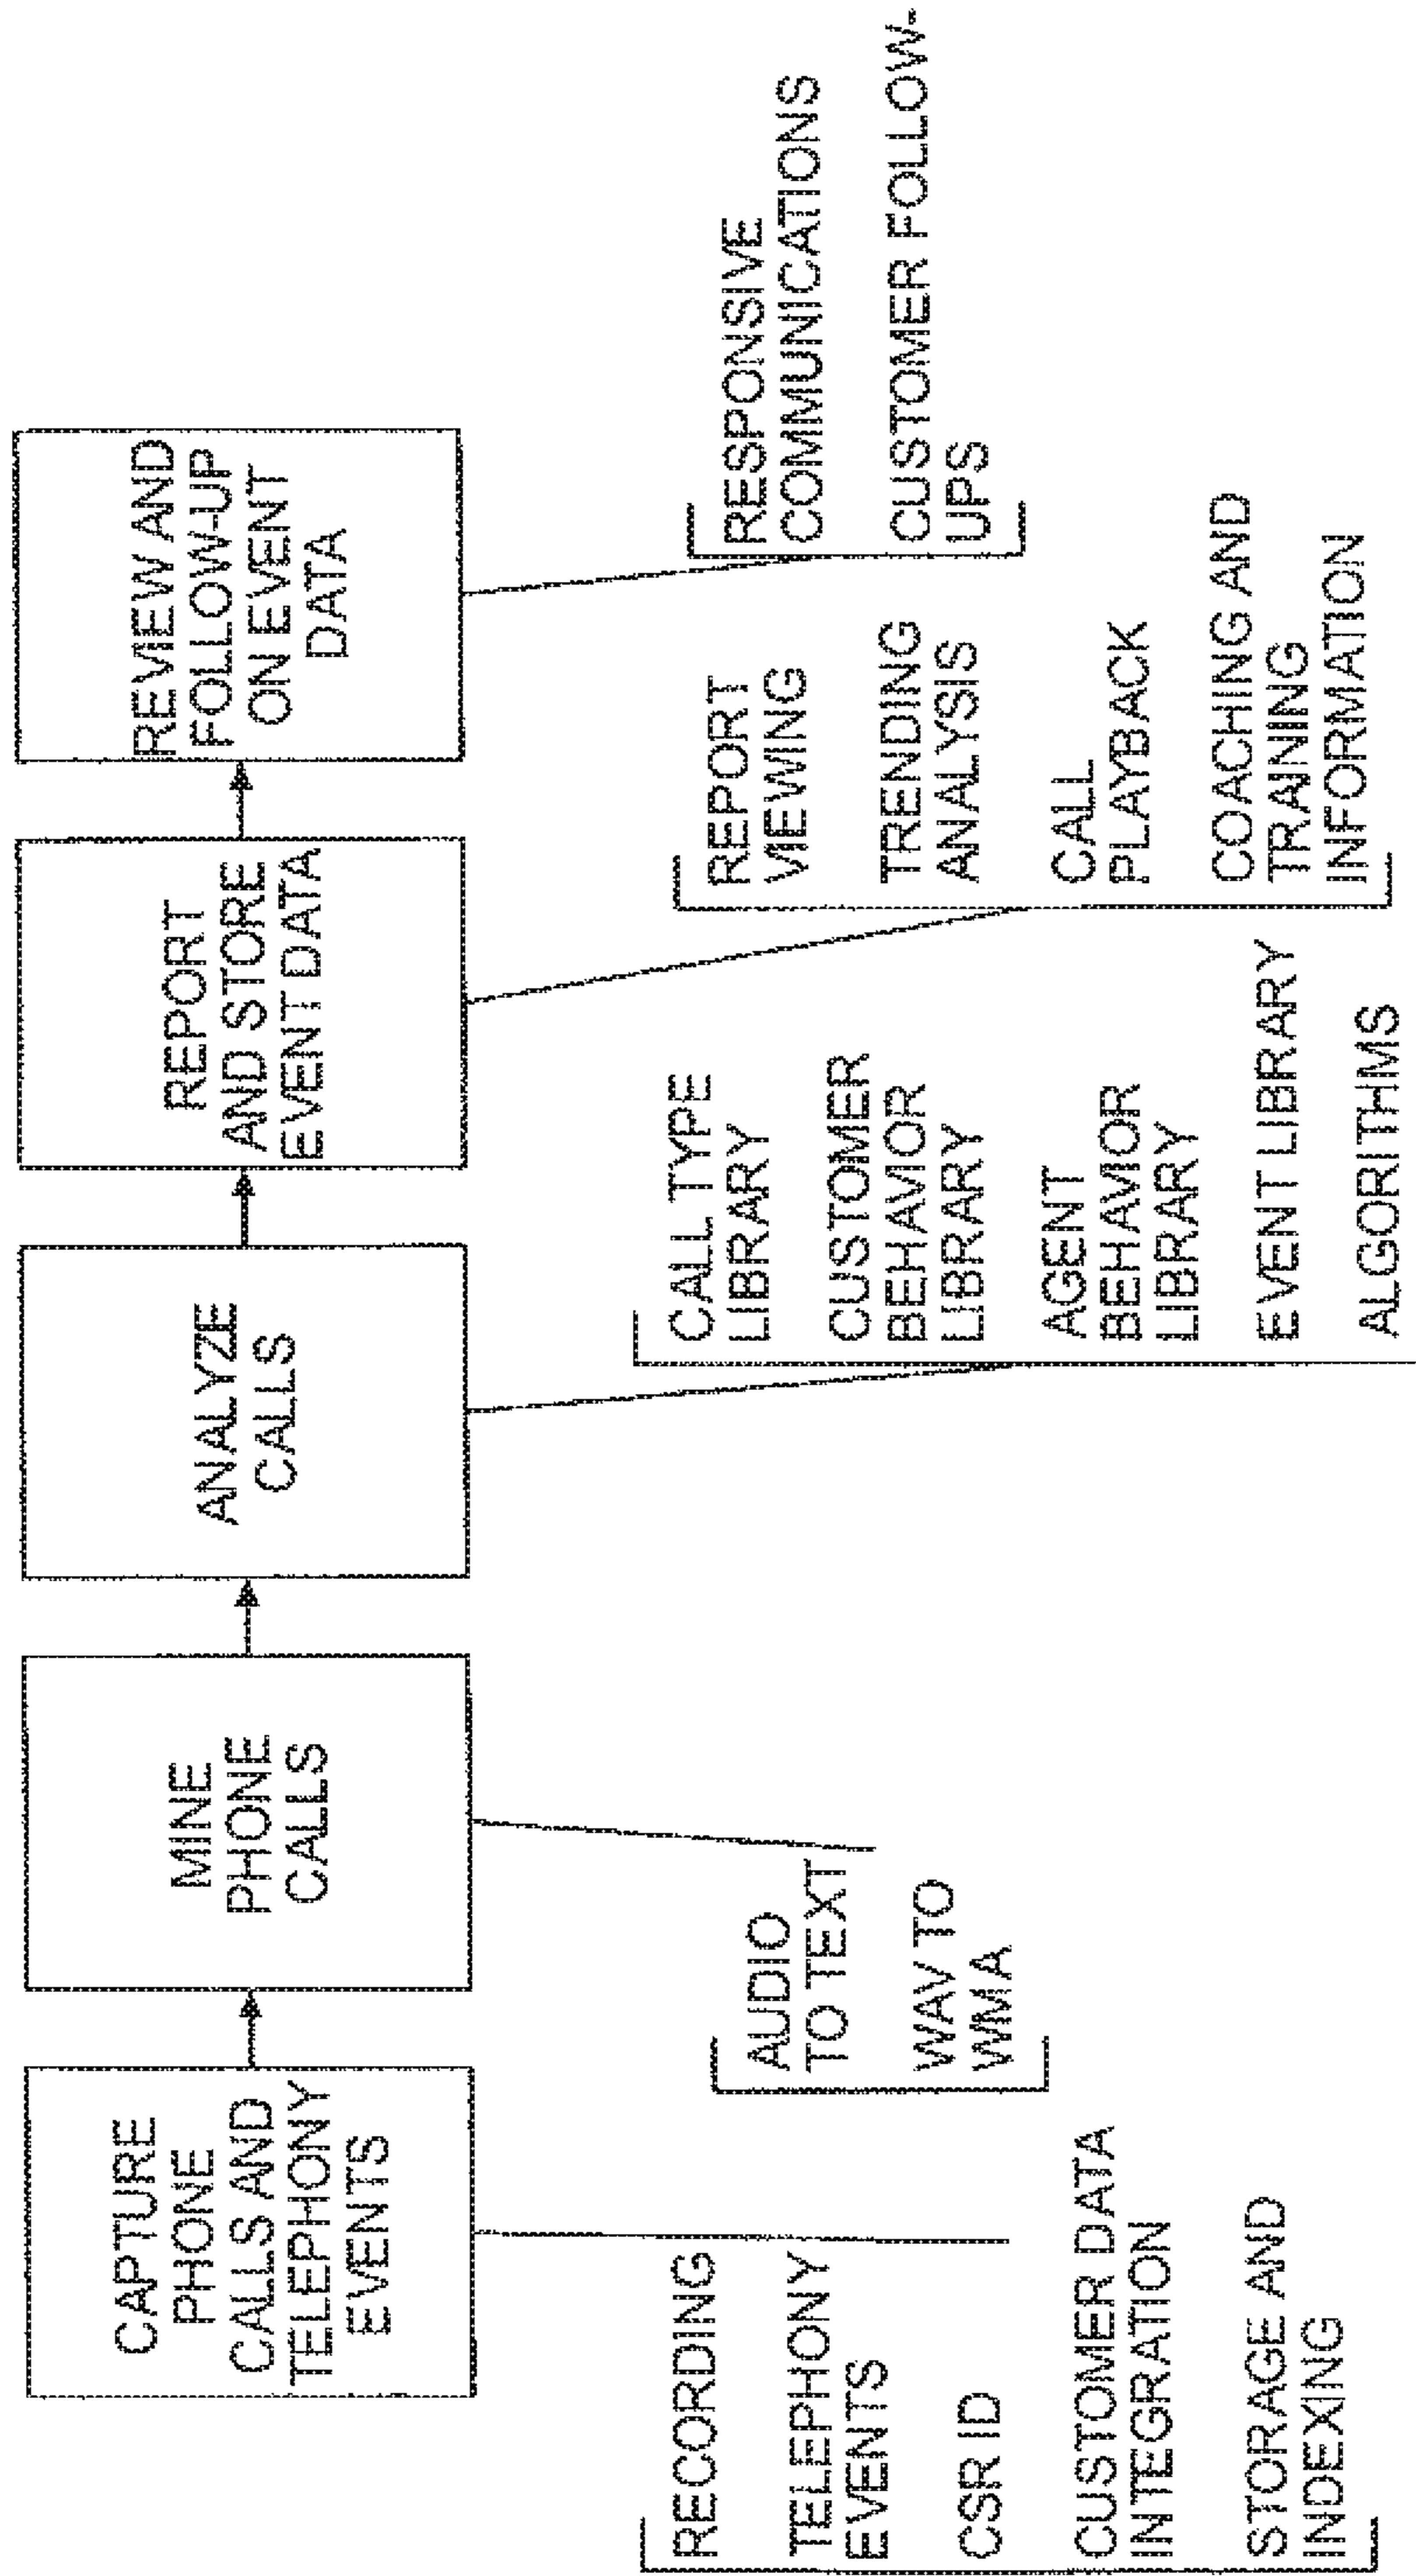 CAPTURE
PHONE
CALLS AND
TELEPHONY
EVENTS
MINE
PHONE
CALLS
ANALYZE
CALLS
REPORT
AND STORE
EVENT DATA
REVIEW AND
FOLLOW-UP
ON EVENT
DATA
RECORDING
TELEPHONY
EVENTS
CSR ID
CUSTOMER DATA
INTEGRATION
STORAGE AND
INDEXING
AUDIO
TO TEXT
WAV TO
WMA
CALL TYPE
LIBRARY
CUSTOMER
BEHAVIOR
LIBRARY
AGENT
BEHAVIOR
LIBRARY
EVENT LIBRARY
ALGORITHMS
REPORT
VIEWING
TRENDING
ANALYSIS
CALL
PLAYBACK
COACHING AND
TRAINING
INFORMATION
RESPONSIVE
COMMUNICATIONS
CUSTOMER FOLLOW-
UPS